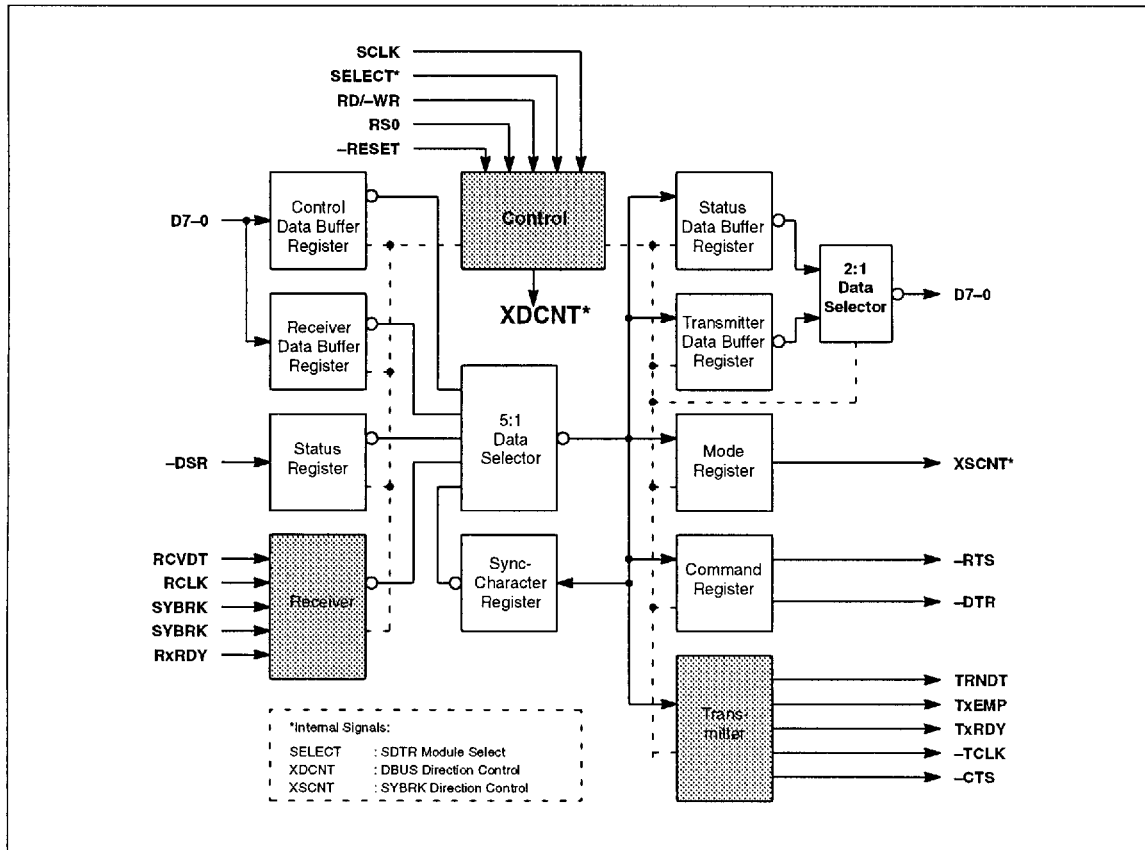 SCLK
SELECT*
RD/–WR
RS0
–RESET
Control
Data Buffer
Register
D7–0
Control
XDCNT*
Status
Data Buffer
Register
2:1
Data
Selector
D7–0
Receiver
Data Buffer
Register
Transmitter
Data Buffer
Register
5:1
Data
Selector
–DSR
Status
Register
Mode
Register
XSCNT*
RCVDT
RCLK
SYBRK
SYBRK
RxRDY
Receiver
Sync-
Character
Register
Command
Register
–RTS
–DTR
Trans-
mitter
TRNDT
TxEMP
TxRDY
–TCLK
–CTS
*Internal Signals:
SELECT : SDTR Module Select
XDCNT : DBUS Direction Control
XSCNT : SYBRK Direction Control